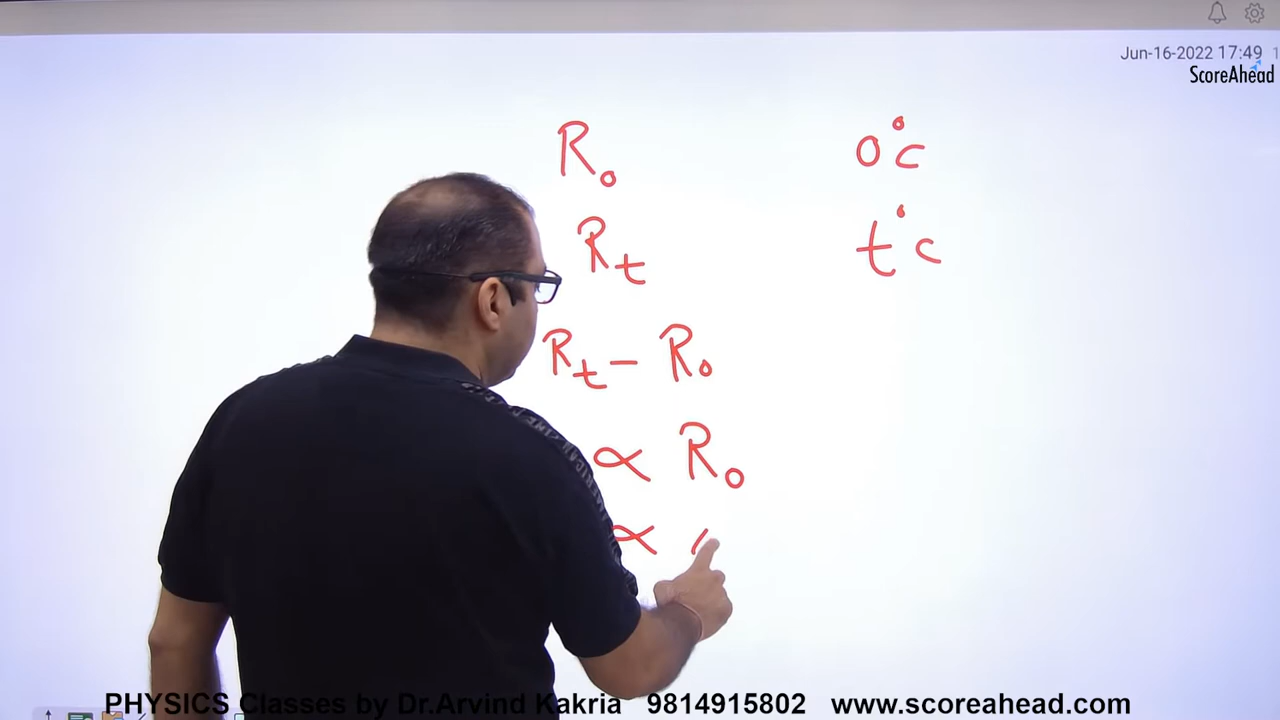 Jun-16-2022 17:49
ScoreAhead
R₀ 0°C
Rt t°C
Rt - R₀
∝ R₀
∝
PHYSICS Classes by Dr.Arvind Kakria 9814915802 www.scoreahead.com